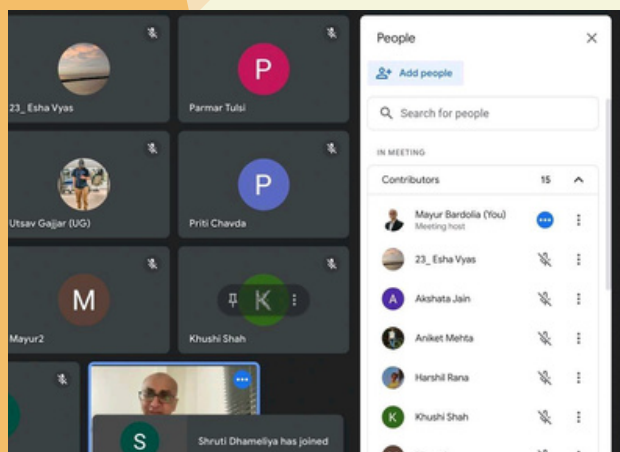 23_ Esha Vyas
P
Parmar Tulsi
Utsav Gajjar (UG)
P
Priti Chavda
M
Mayur2
K
Khushi Shah
S
Shruti Dhameliya has joined
People
Add people
Search for people
IN MEETING
Contributors 15
Mayur Bardolia (You)
Meeting host
23_ Esha Vyas
A Akshata Jain
Aniket Mehta
Harshil Rana
K Khushi Shah